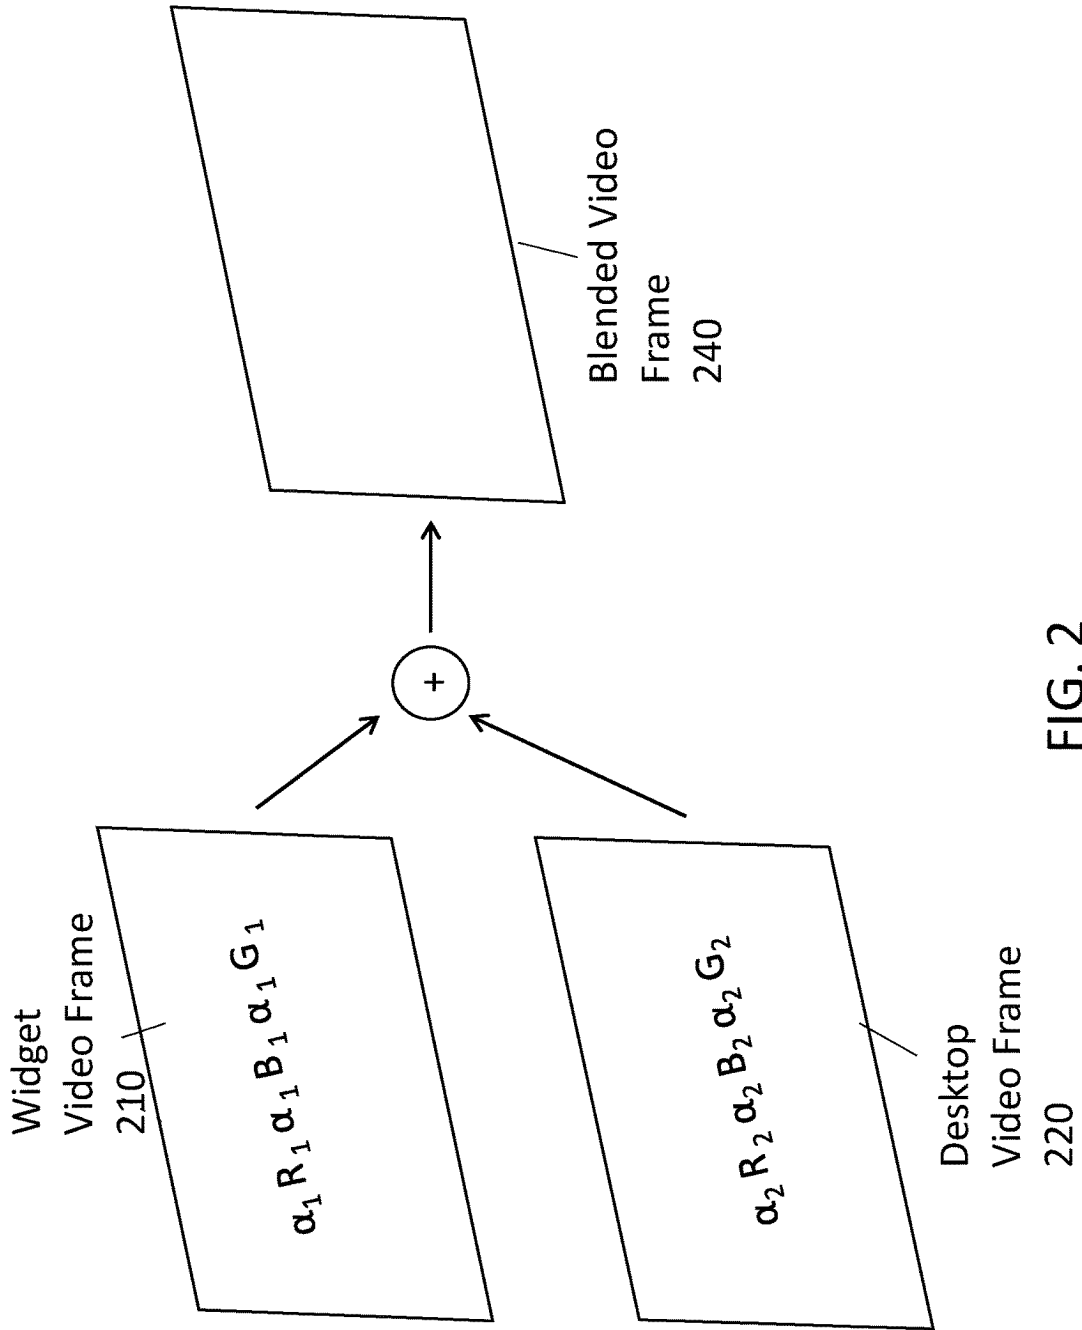 Widget
Video Frame
210
α₁ R₁ α₁ B₁ α₁ G₁
Desktop
Video Frame
220
α₂ R₂ α₂ B₂ α₂ G₂
+
Blended Video
Frame
240
FIG. 2